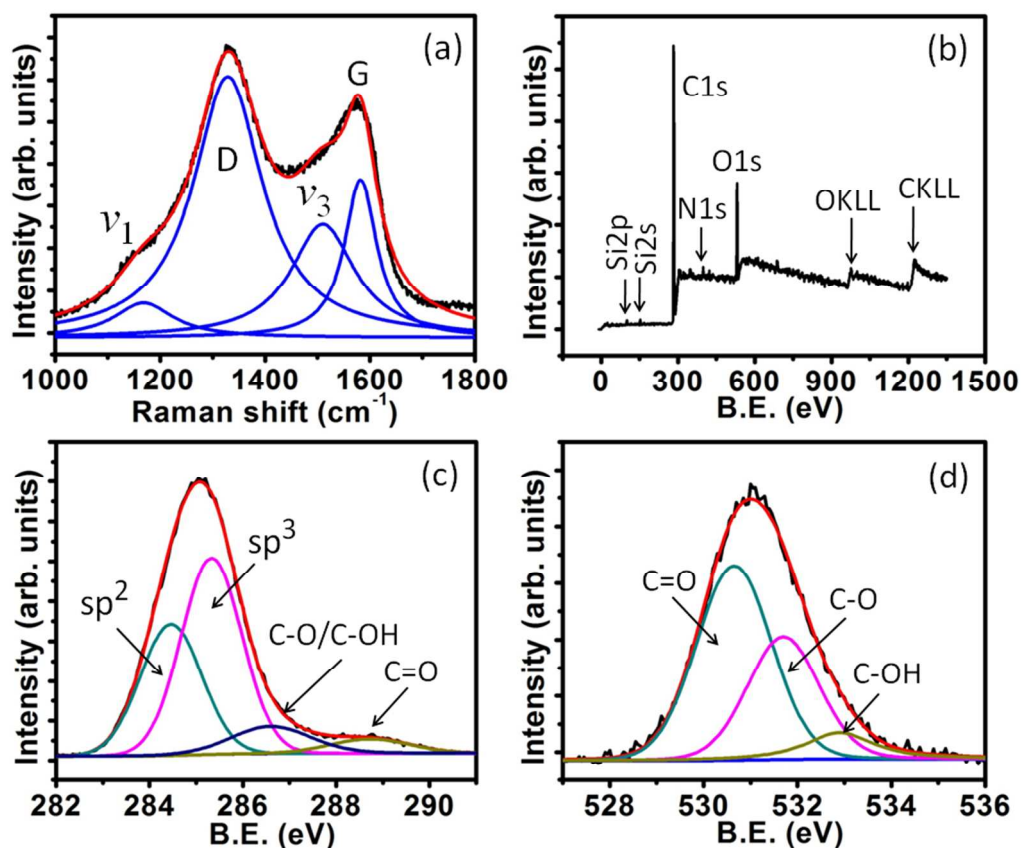 (a)
G
D
ν1
ν3
Intensity (arb. units)
1000 1200 1400 1600 1800
Raman shift (cm⁻¹)
(b)
C1s
O1s
N1s
OKLL
CKLL
Si2p
Si2s
Intensity (arb. units)
0 300 600 900 1200 1500
B.E. (eV)
(c)
sp³
sp²
C-O/C-OH
C=O
Intensity (arb. units)
282 284 286 288 290
B.E. (eV)
(d)
C=O
C-O
C-OH
Intensity (arb. units)
528 530 532 534 536
B.E. (eV)